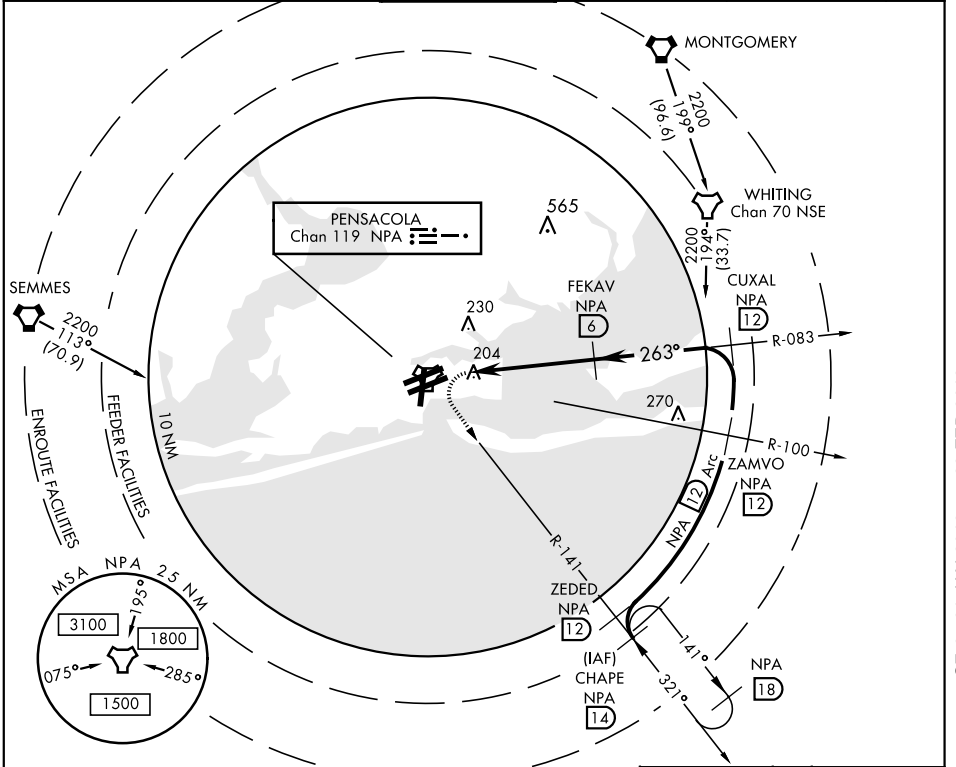 MONTGOMERY
2200
199°
(96.6)
WHITING
Chan 70 NSE
2200
194°
(33.7)
565
PENSACOLA
Chan 119 NPA
SEMMES
2200
113°
(70.9)
FEKAV
NPA
6
CUXAL
NPA
12
R-083
230
204
263°
270
R-100
ZAMVO
NPA
12
NPA 12 Arc
10 NM
FEEDER FACILITIES
ENROUTE FACILITIES
R-141
ZEDED
NPA
12
(IAF)
CHAPE
NPA
14
141°
321°
NPA
18
MSA NPA 25 NM
195°
3100
1800
075°
285°
1500